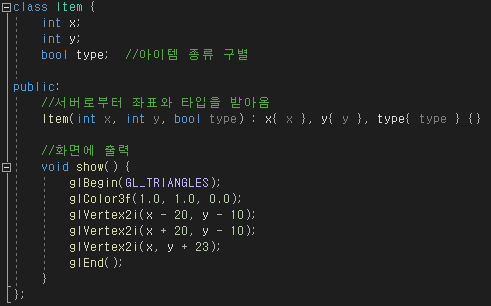 class Item {
    int x;
    int y;
    bool type;  //아이템 종류 구별

public:
    //서버로부터 좌표와 타입을 받아옴
    Item(int x, int y, bool type) : x{ x }, y{ y }, type{ type } {}

    //화면에 출력
    void show() {
        glBegin(GL_TRIANGLES);
        glColor3f(1.0, 1.0, 0.0);
        glVertex2i(x - 20, y - 10);
        glVertex2i(x + 20, y - 10);
        glVertex2i(x, y + 23);
        glEnd();
    }
};